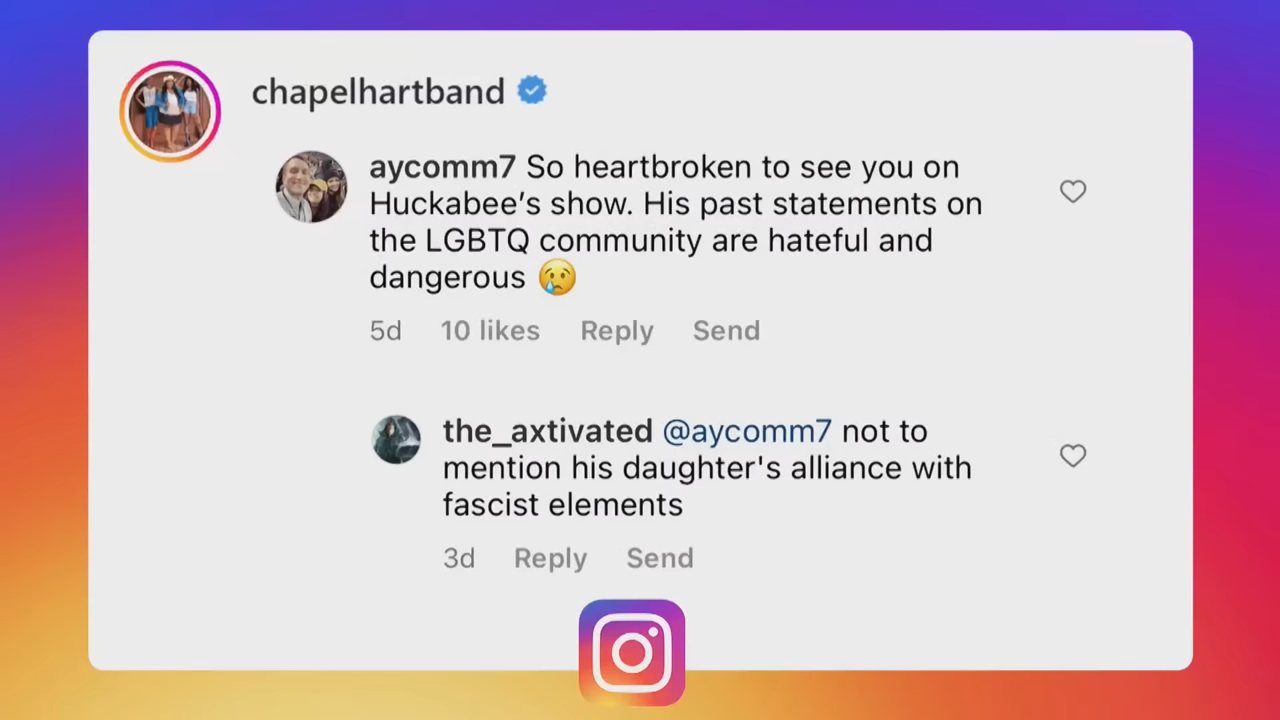 chapelhartband
aycomm7 So heartbroken to see you on
Huckabee’s show. His past statements on
the LGBTQ community are hateful and
dangerous 😢
5d 10 likes Reply Send
the_axtivated @aycomm7 not to
mention his daughter's alliance with
fascist elements
3d Reply Send